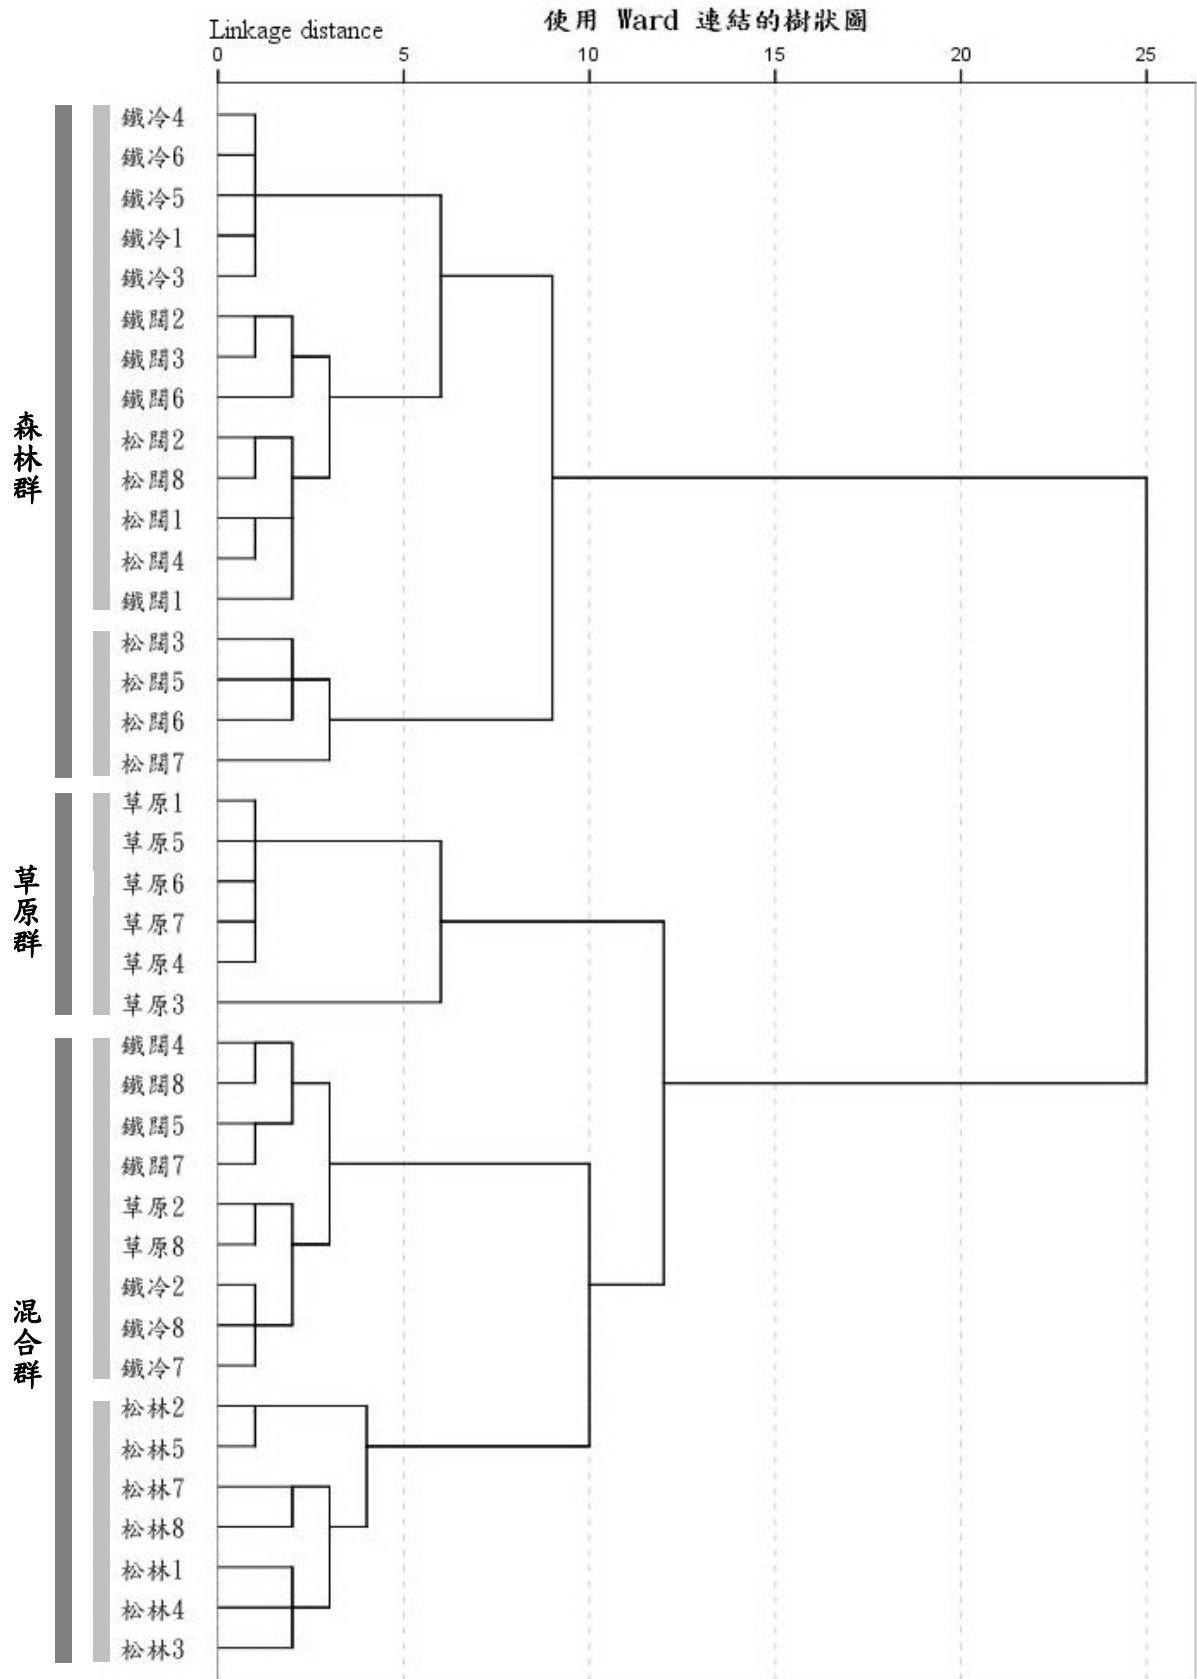 使用 Ward 連結的樹狀圖
Linkage distance
0 5 10 15 20 25
森林群
鐵冷4
鐵冷6
鐵冷5
鐵冷1
鐵冷3
鐵闊2
鐵闊3
鐵闊6
松闊2
松闊8
松闊1
松闊4
鐵闊1
松闊3
松闊5
松闊6
松闊7
草原群
草原1
草原5
草原6
草原7
草原4
草原3
混合群
鐵闊4
鐵闊8
鐵闊5
鐵闊7
草原2
草原8
鐵冷2
鐵冷8
鐵冷7
松林2
松林5
松林7
松林8
松林1
松林4
松林3